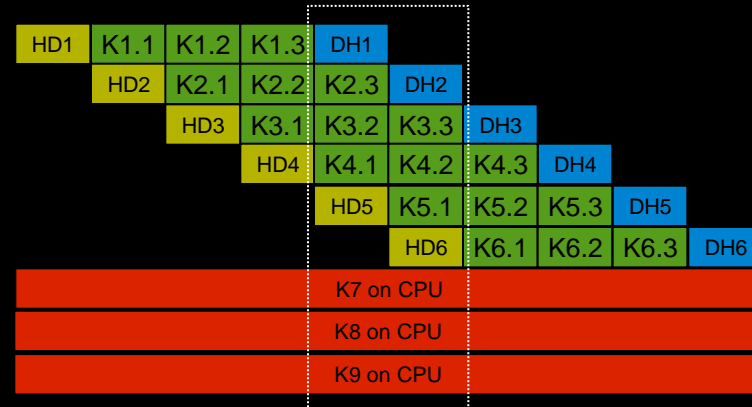 HD1 K1.1 K1.2 K1.3 DH1
HD2 K2.1 K2.2 K2.3 DH2
HD3 K3.1 K3.2 K3.3 DH3
HD4 K4.1 K4.2 K4.3 DH4
HD5 K5.1 K5.2 K5.3 DH5
HD6 K6.1 K6.2 K6.3 DH6
K7 on CPU
K8 on CPU
K9 on CPU